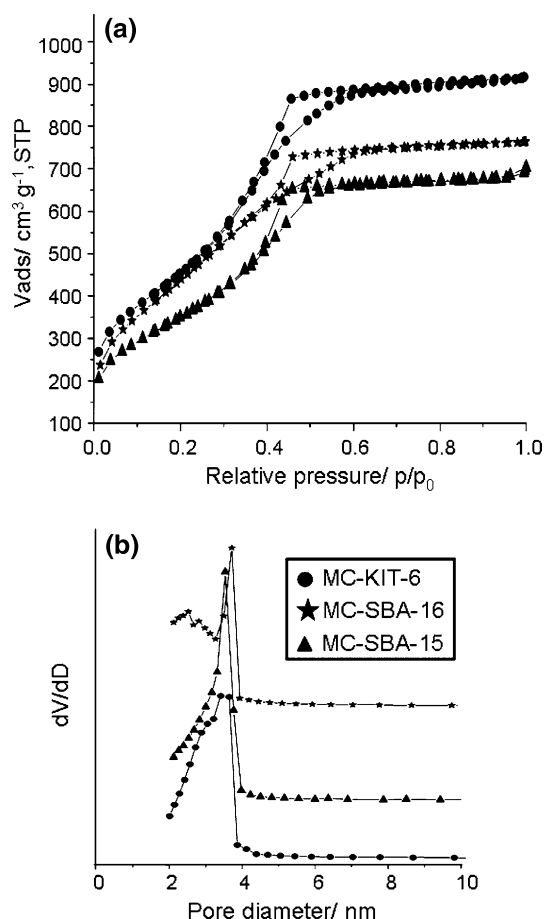 (a)
1000
900
800
700
600
500
400
300
200
100
Vads/ cm³ g⁻¹, STP
0.0 0.2 0.4 0.6 0.8 1.0
Relative pressure/ p/p₀
(b)
MC-KIT-6
MC-SBA-16
MC-SBA-15
dV/dD
0 2 4 6 8 10
Pore diameter/ nm